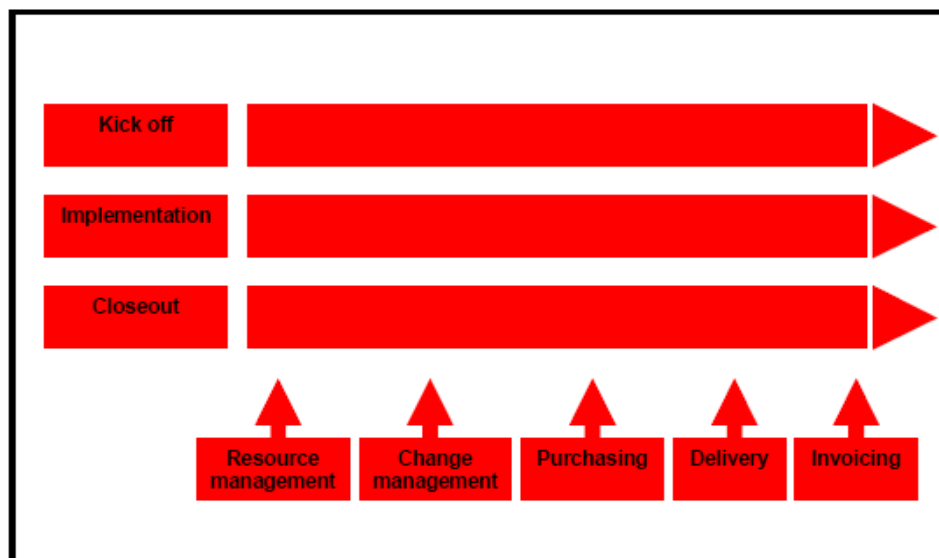 Kick off
Implementation
Closeout
Resource
management
Change
management
Purchasing
Delivery
Invoicing